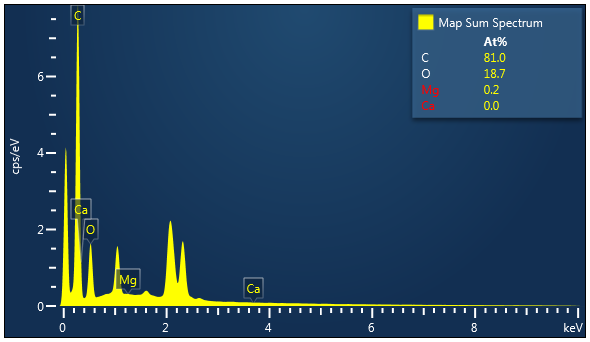 Map Sum Spectrum
At%
C 81.0
O 18.7
Mg 0.2
Ca 0.0
C
6
4
cps/eV
Ca
O
2
Mg
Ca
0
0 2 4 6 8 keV